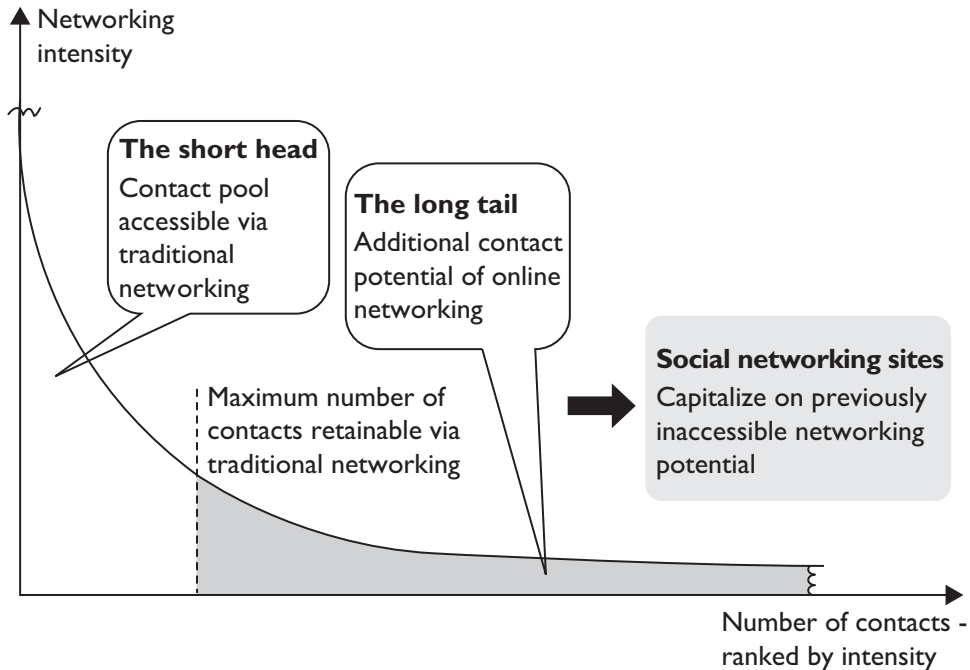 Networking
intensity
The short head
Contact pool
accessible via
traditional
networking
The long tail
Additional contact
potential of online
networking
Social networking sites
Capitalize on previously
inaccessible networking
potential
Maximum number of
contacts retainable via
traditional networking
Number of contacts -
ranked by intensity